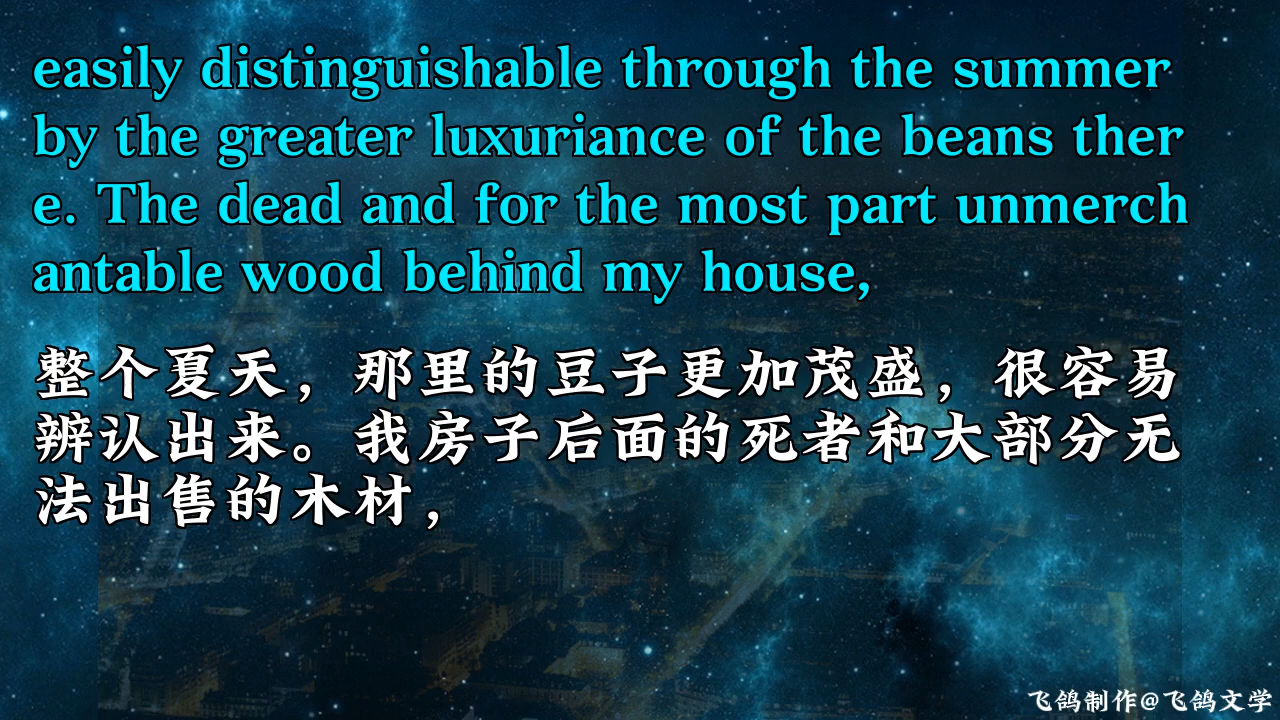 easily distinguishable through the summer
by the greater luxuriance of the beans ther
e. The dead and for the most part unmerch
antable wood behind my house,
整个夏天，那里的豆子更加茂盛，很容易
辨认出来。我房子后面的死者和大部分无
法出售的木材，
飞鸽制作@飞鸽文学